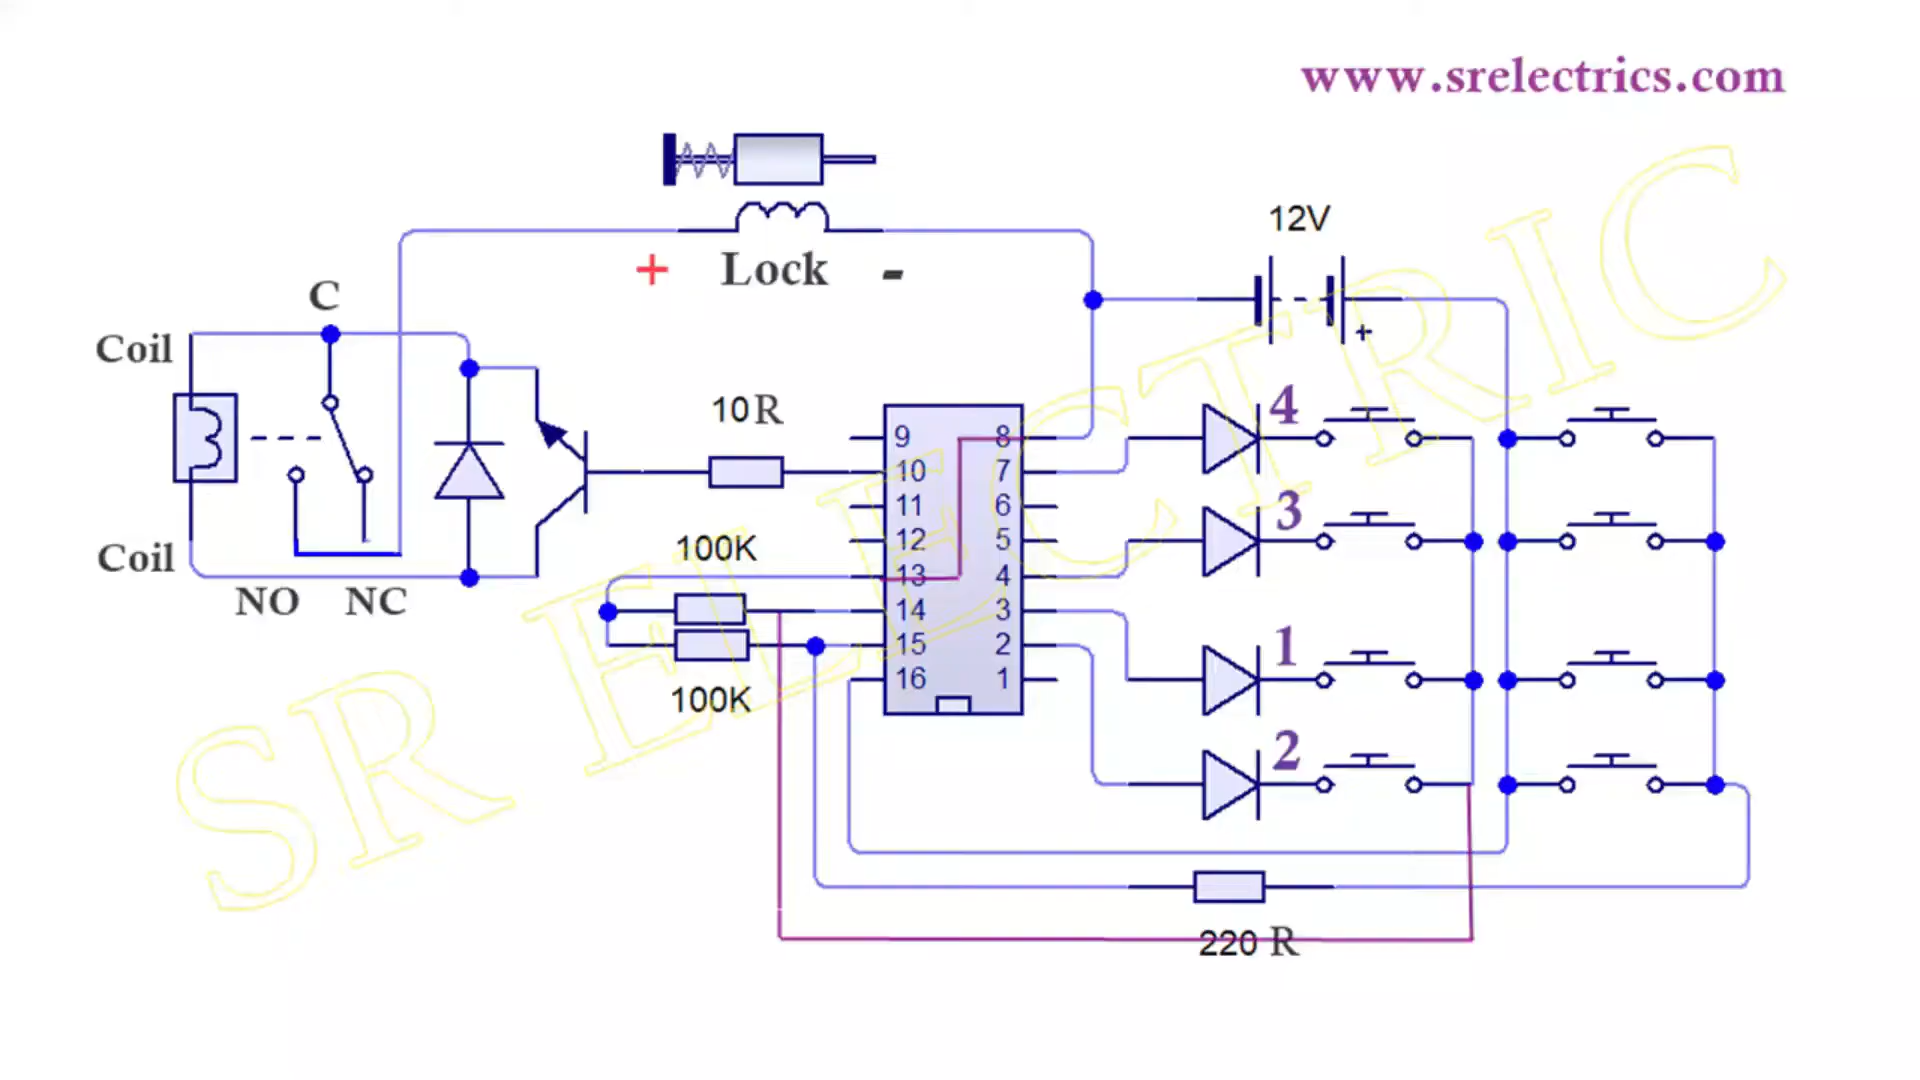 www.srelectrics.com
12V
+ Lock -
+
C
Coil
10R
4
9 8
10 7
11 6
3
12 5
100K
Coil
13 4
NO NC
14 3
15 2
1
16 1
100K
2
220 R
SR ELECTRIC